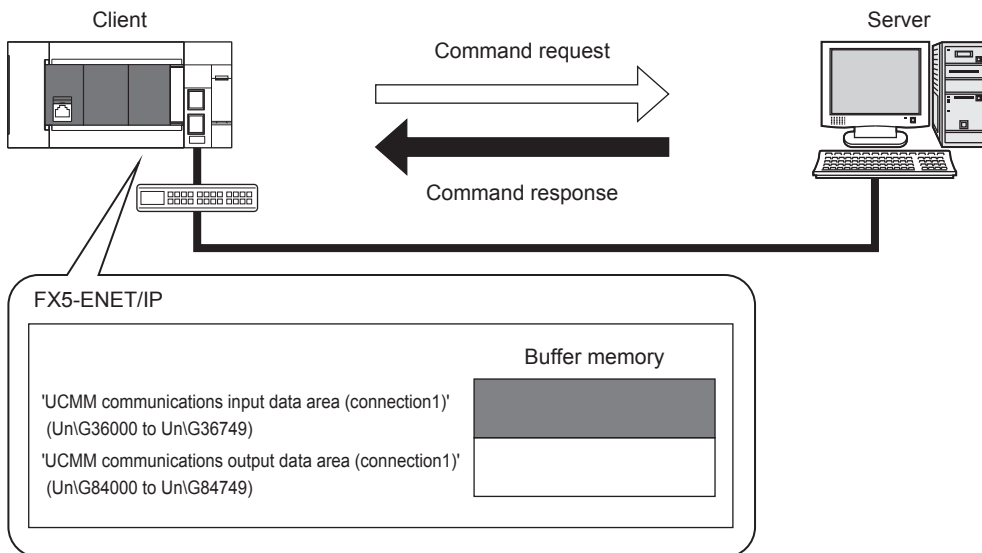 Client
Server
Command request
Command response
FX5-ENET/IP
Buffer memory
'UCMM communications input data area (connection1)'
(Un\G36000 to Un\G36749)
'UCMM communications output data area (connection1)'
(Un\G84000 to Un\G84749)